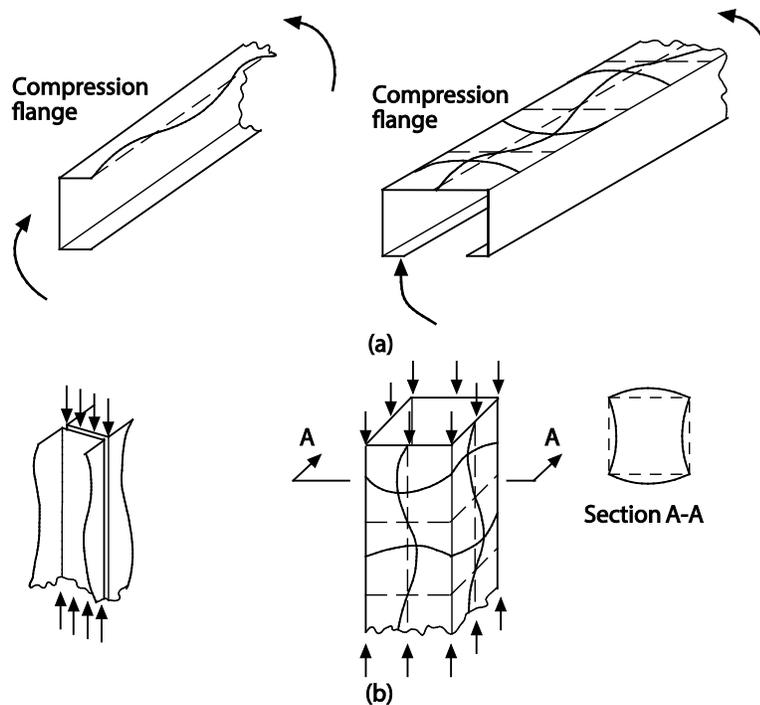 Compression
flange
Compression
flange
(a)
A
A
Section A-A
(b)